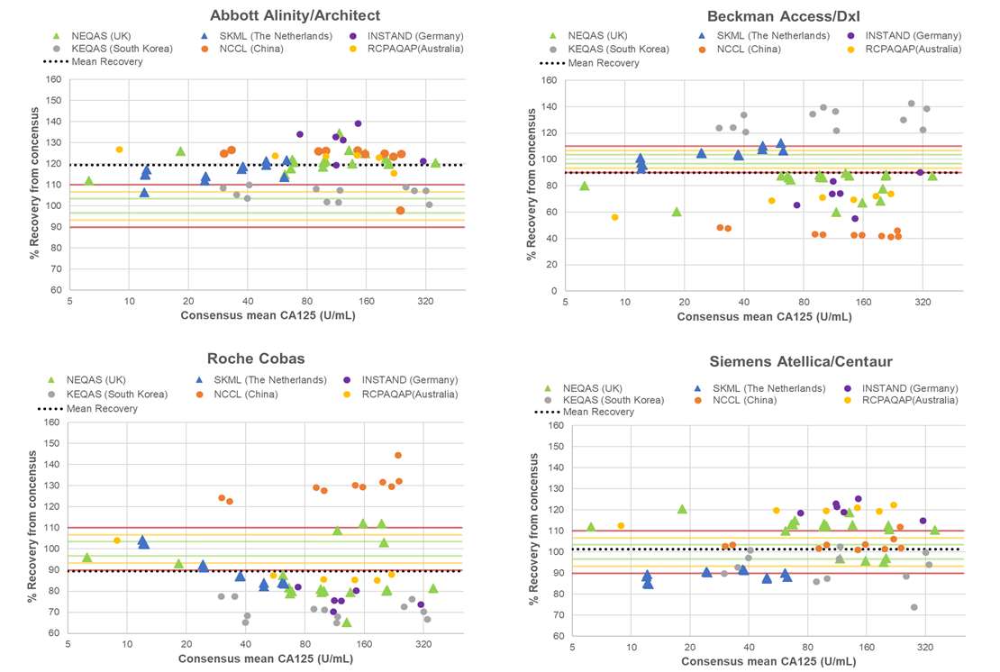 Abbott Alinity/Architect
NEQAS (UK) SKML (The Netherlands) INSTAND (Germany)
KEQAS (South Korea) NCCL (China) RCPAQAP(Australia)
Mean Recovery
160
150
140
130
120
110
100
90
80
70
60
% Recovery from concensus
5 10 20 40 80 160 320
Consensus mean CA125 (U/mL)
Beckman Access/DxI
NEQAS (UK) SKML (The Netherlands) INSTAND (Germany)
KEQAS (South Korea) NCCL (China) RCPAQAP(Australia)
Mean Recovery
160
140
120
100
80
60
40
20
0
% Recovery from concensus
5 10 20 40 80 160 320
Consensus mean CA125 (U/mL)
Roche Cobas
NEQAS (UK) SKML (The Netherlands) INSTAND (Germany)
KEQAS (South Korea) NCCL (China) RCPAQAP(Australia)
Mean Recovery
160
150
140
130
120
110
100
90
80
70
60
% Recovery from concensus
5 10 20 40 80 160 320
Consensus mean CA125 (U/mL)
Siemens Atellica/Centaur
NEQAS (UK) SKML (The Netherlands) INSTAND (Germany)
KEQAS (South Korea) NCCL (China) RCPAQAP(Australia)
Mean Recovery
160
150
140
130
120
110
100
90
80
70
60
% Recovery from concensus
5 10 20 40 80 160 320
Consensus mean CA125 (U/mL)